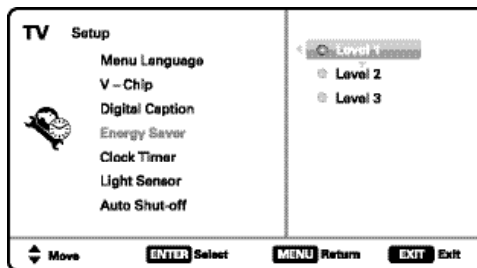 TV Setup
Menu Language
V – Chip
Digital Caption
Energy Saver
Clock Timer
Light Sensor
Auto Shut-off
Level 1
Level 2
Level 3
Move ENTER Select MENU Return EXIT Exit